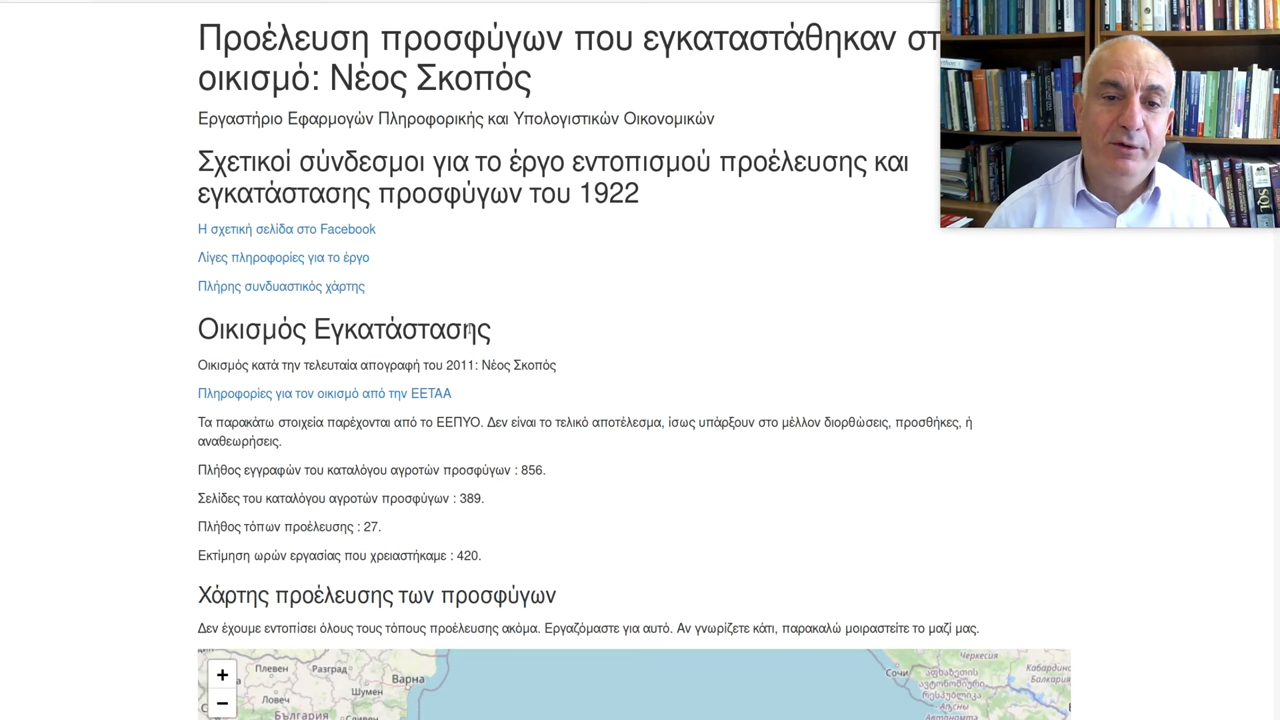 Προέλευση προσφύγων που εγκαταστάθηκαν στ
οικισμό: Νέος Σκοπός
Εργαστήριο Εφαρμογών Πληροφορικής και Υπολογιστικών Οικονομικών
Σχετικοί σύνδεσμοι για το έργο εντοπισμού προέλευσης και
εγκατάστασης προσφύγων του 1922
Η σχετική σελίδα στο Facebook
Λίγες πληροφορίες για το έργο
Πλήρης συνδυαστικός χάρτης
Οικισμός Εγκατάστασης
Οικισμός κατά την τελευταία απογραφή του 2011: Νέος Σκοπός
Πληροφορίες για τον οικισμό από την ΕΕΤΑΑ
Τα παρακάτω στοιχεία παρέχονται από το ΕΕΠΥΟ. Δεν είναι το τελικό αποτέλεσμα, ίσως υπάρξουν στο μέλλον διορθώσεις, προσθήκες, ή
αναθεωρήσεις.
Πλήθος εγγραφών του καταλόγου αγροτών προσφύγων : 856.
Σελίδες του καταλόγου αγροτών προσφύγων : 389.
Πλήθος τόπων προέλευσης : 27.
Εκτίμηση ωρών εργασίας που χρειαστήκαμε : 420.
Χάρτης προέλευσης των προσφύγων
Δεν έχουμε εντοπίσει όλους τους τόπους προέλευσης ακόμα. Εργαζόμαστε για αυτό. Αν γνωρίζετε κάτι, παρακαλώ μοιραστείτε το μαζί μας.
+
−
Плевен
Разград
Варна
Шумен
Ловеч
България
Сливен
Сочи
Черкесия
SQL